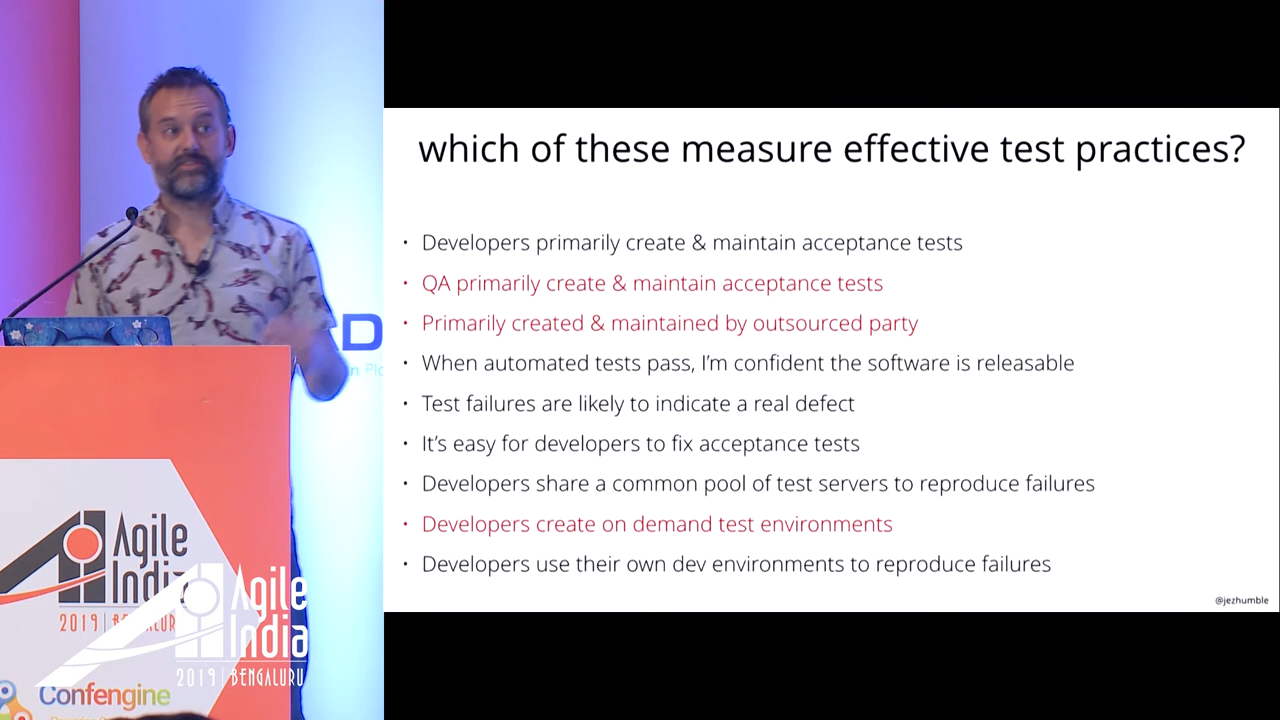 which of these measure effective test practices?
• Developers primarily create & maintain acceptance tests
• QA primarily create & maintain acceptance tests
• Primarily created & maintained by outsourced party
• When automated tests pass, I’m confident the software is releasable
• Test failures are likely to indicate a real defect
• It’s easy for developers to fix acceptance tests
• Developers share a common pool of test servers to reproduce failures
• Developers create on demand test environments
• Developers use their own dev environments to reproduce failures
@jezhumble
D
Agile
India
2019 | BENGALURU
Agile
India
2019 | BENGALURU
Confengine